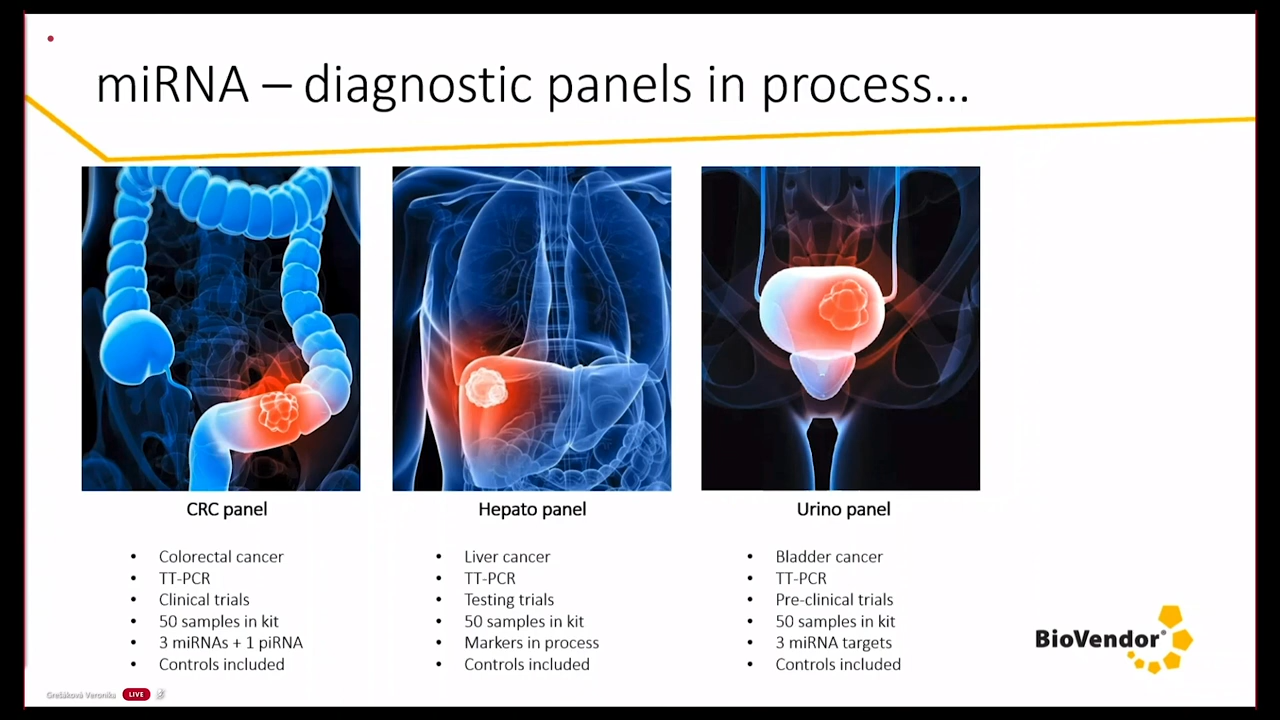 miRNA – diagnostic panels in process...
CRC panel
• Colorectal cancer
• TT-PCR
• Clinical trials
• 50 samples in kit
• 3 miRNAs + 1 piRNA
• Controls included
Hepato panel
• Liver cancer
• TT-PCR
• Testing trials
• 50 samples in kit
• Markers in process
• Controls included
Urino panel
• Bladder cancer
• TT-PCR
• Pre-clinical trials
• 50 samples in kit
• 3 miRNA targets
• Controls included
BioVendor®
Grešáková Veronika LIVE